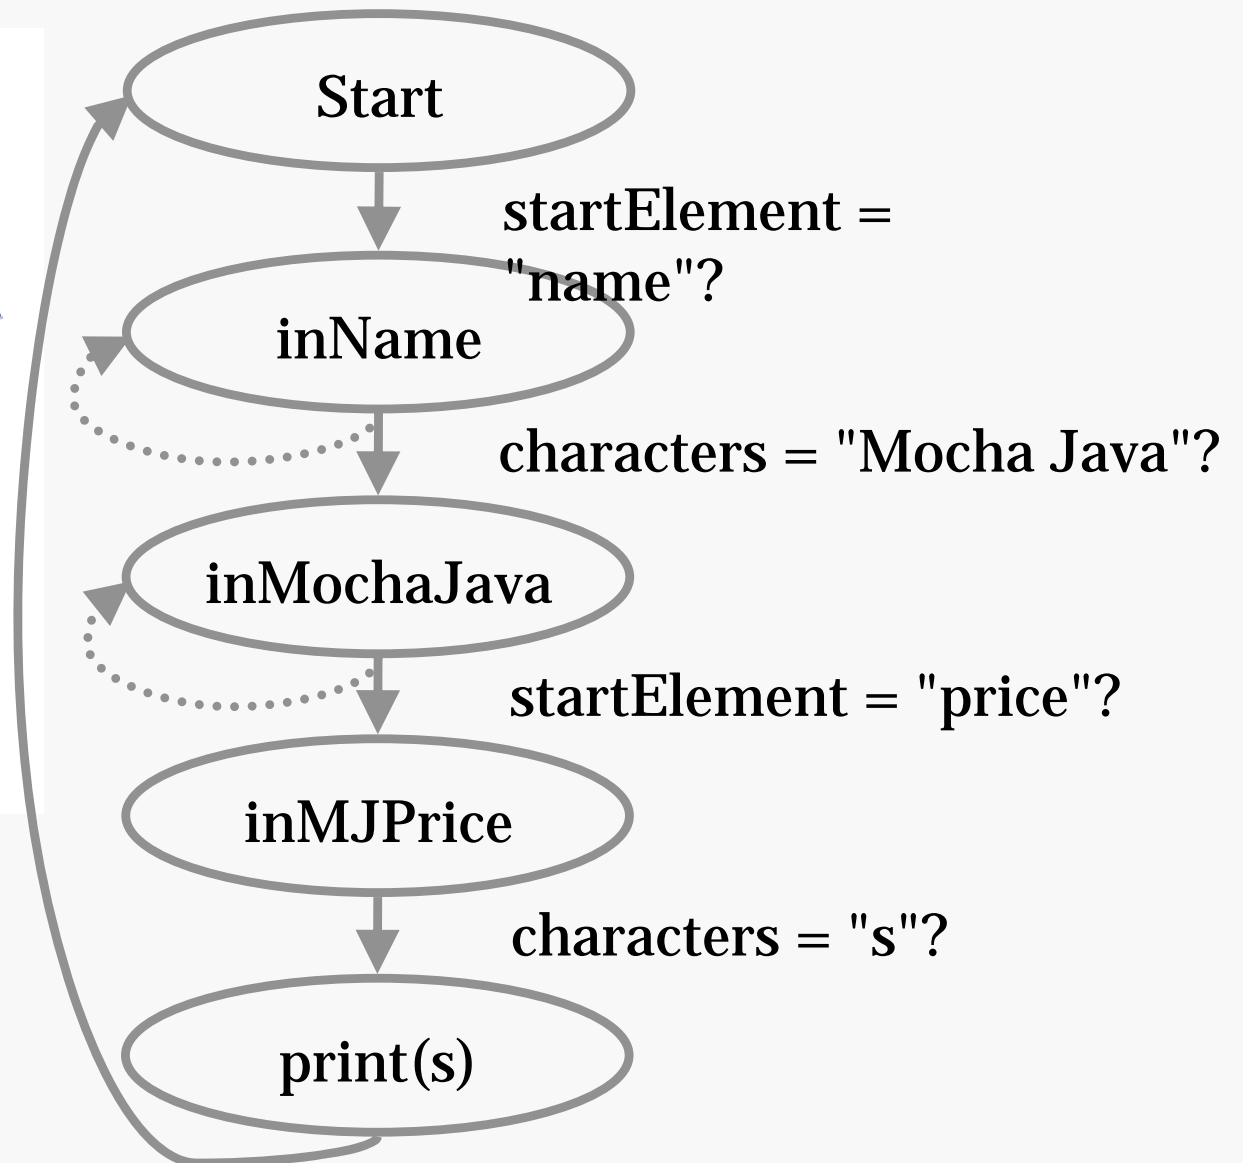 Start
startElement =
"name"?
inName
characters = "Mocha Java"?
inMochaJava
startElement = "price"?
inMJPrice
characters = "s"?
print(s)